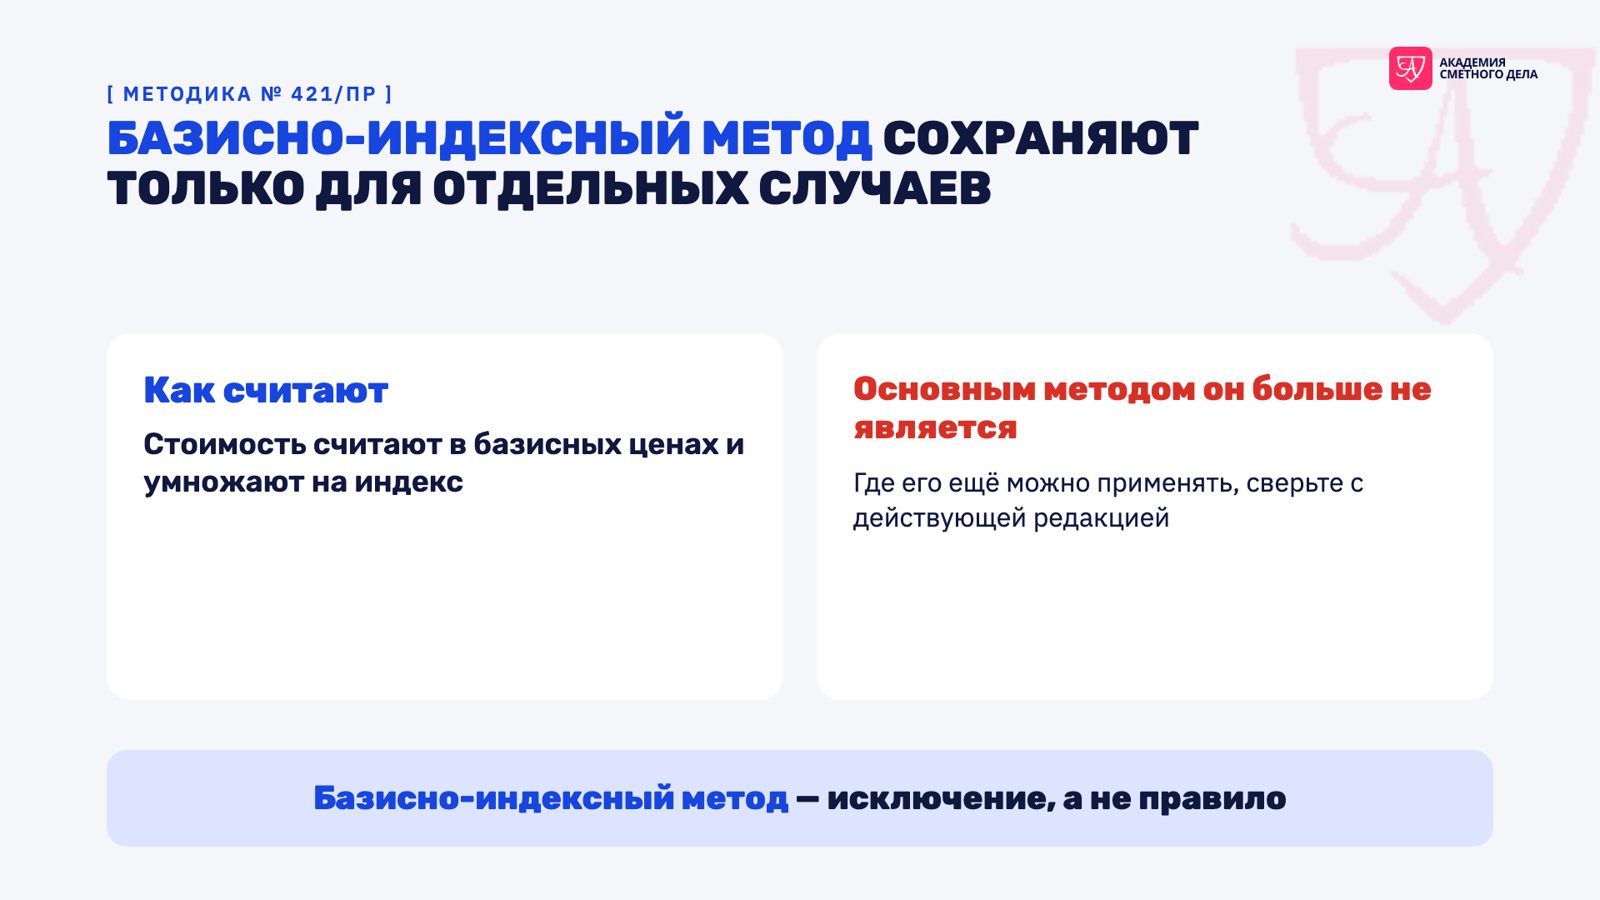 [ МЕТОДИКА № 421/ПР ]
БАЗИСНО-ИНДЕКСНЫЙ МЕТОД СОХРАНЯЮТ
ТОЛЬКО ДЛЯ ОТДЕЛЬНЫХ СЛУЧАЕВ
АКАДЕМИЯ
СМЕТНОГО ДЕЛА
Как считают
Стоимость считают в базисных ценах и
умножают на индекс
Основным методом он больше не
является
Где его ещё можно применять, сверьте с
действующей редакцией
Базисно-индексный метод — исключение, а не правило